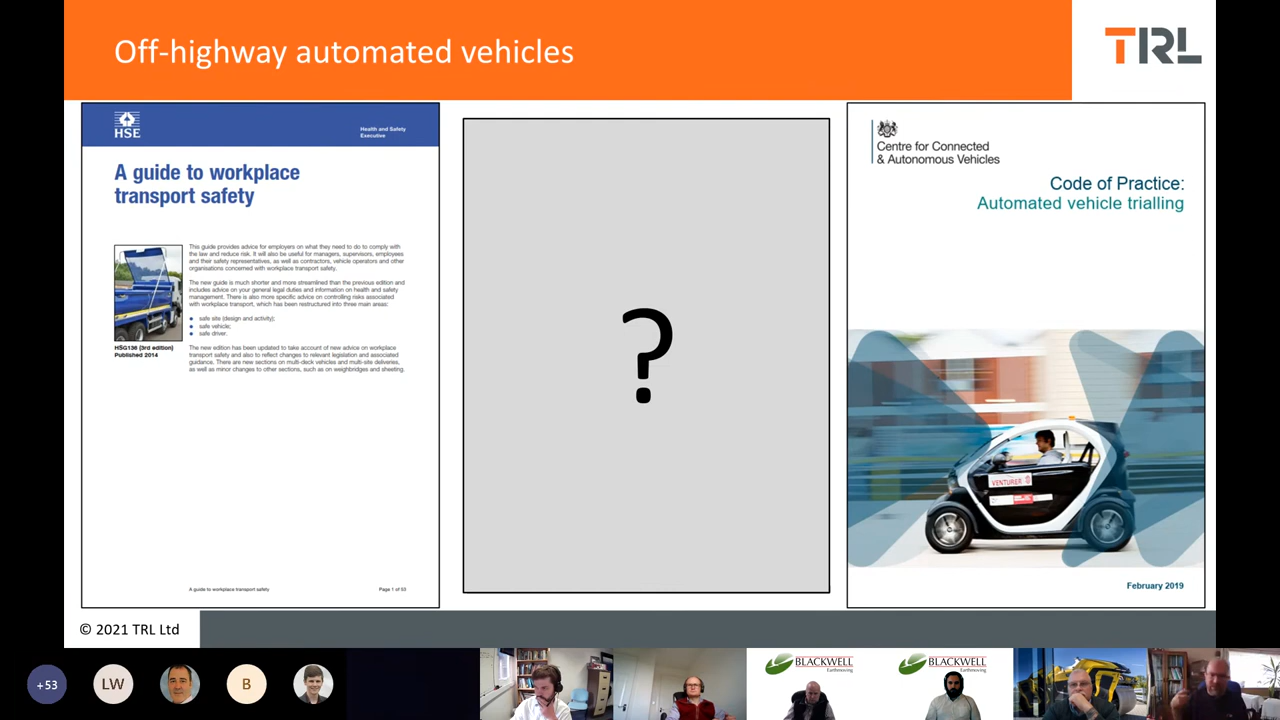 Off-highway automated vehicles
TRL
HSE
Health and Safety
Executive
A guide to workplace
transport safety
This guide provides advice for employers on what they need to do to comply with
the law and reduce risk. It will also be useful for managers, supervisors, employees
and their safety representatives, as well as contractors, vehicle operators and other
organisations concerned with workplace transport safety.
The new guide is much shorter and more streamlined than the previous edition and
includes advice on your general legal duties and information on health and safety
management. There is also more specific advice on controlling risks associated
with workplace transport, which has been restructured into three main areas:
● safe site (design and activity);
● safe vehicle;
● safe driver.
HSG136 (3rd edition)
Published 2014
The new edition has been updated to take account of new advice on workplace
transport safety and also to reflect changes to relevant legislation and associated
guidance. There are new sections on multi-deck vehicles and multi-site deliveries,
as well as minor changes to other sections, such as on weighbridges and sheeting.
A guide to workplace transport safety
Page 1 of 53
?
Centre for Connected
& Autonomous Vehicles
Code of Practice:
Automated vehicle trialling
VENTURER
February 2019
© 2021 TRL Ltd
+53
LW
B
BLACKWELL
Earthmoving
BLACKWELL
Earthmoving